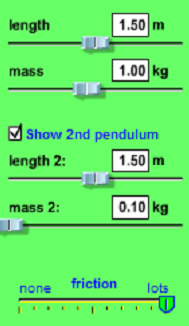 length 1.50 m
mass 1.00 kg
Show 2nd pendulum
length 2: 1.50 m
mass 2: 0.10 kg
friction
none lots